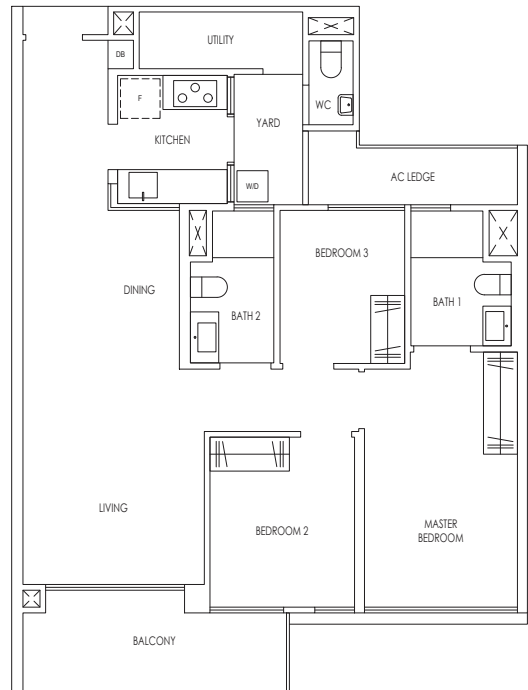 UTILITY
DB
F
WC
YARD
KITCHEN
AC LEDGE
W/D
BEDROOM 3
DINING
BATH 2
BATH 1
LIVING
BEDROOM 2
MASTER
BEDROOM
BALCONY